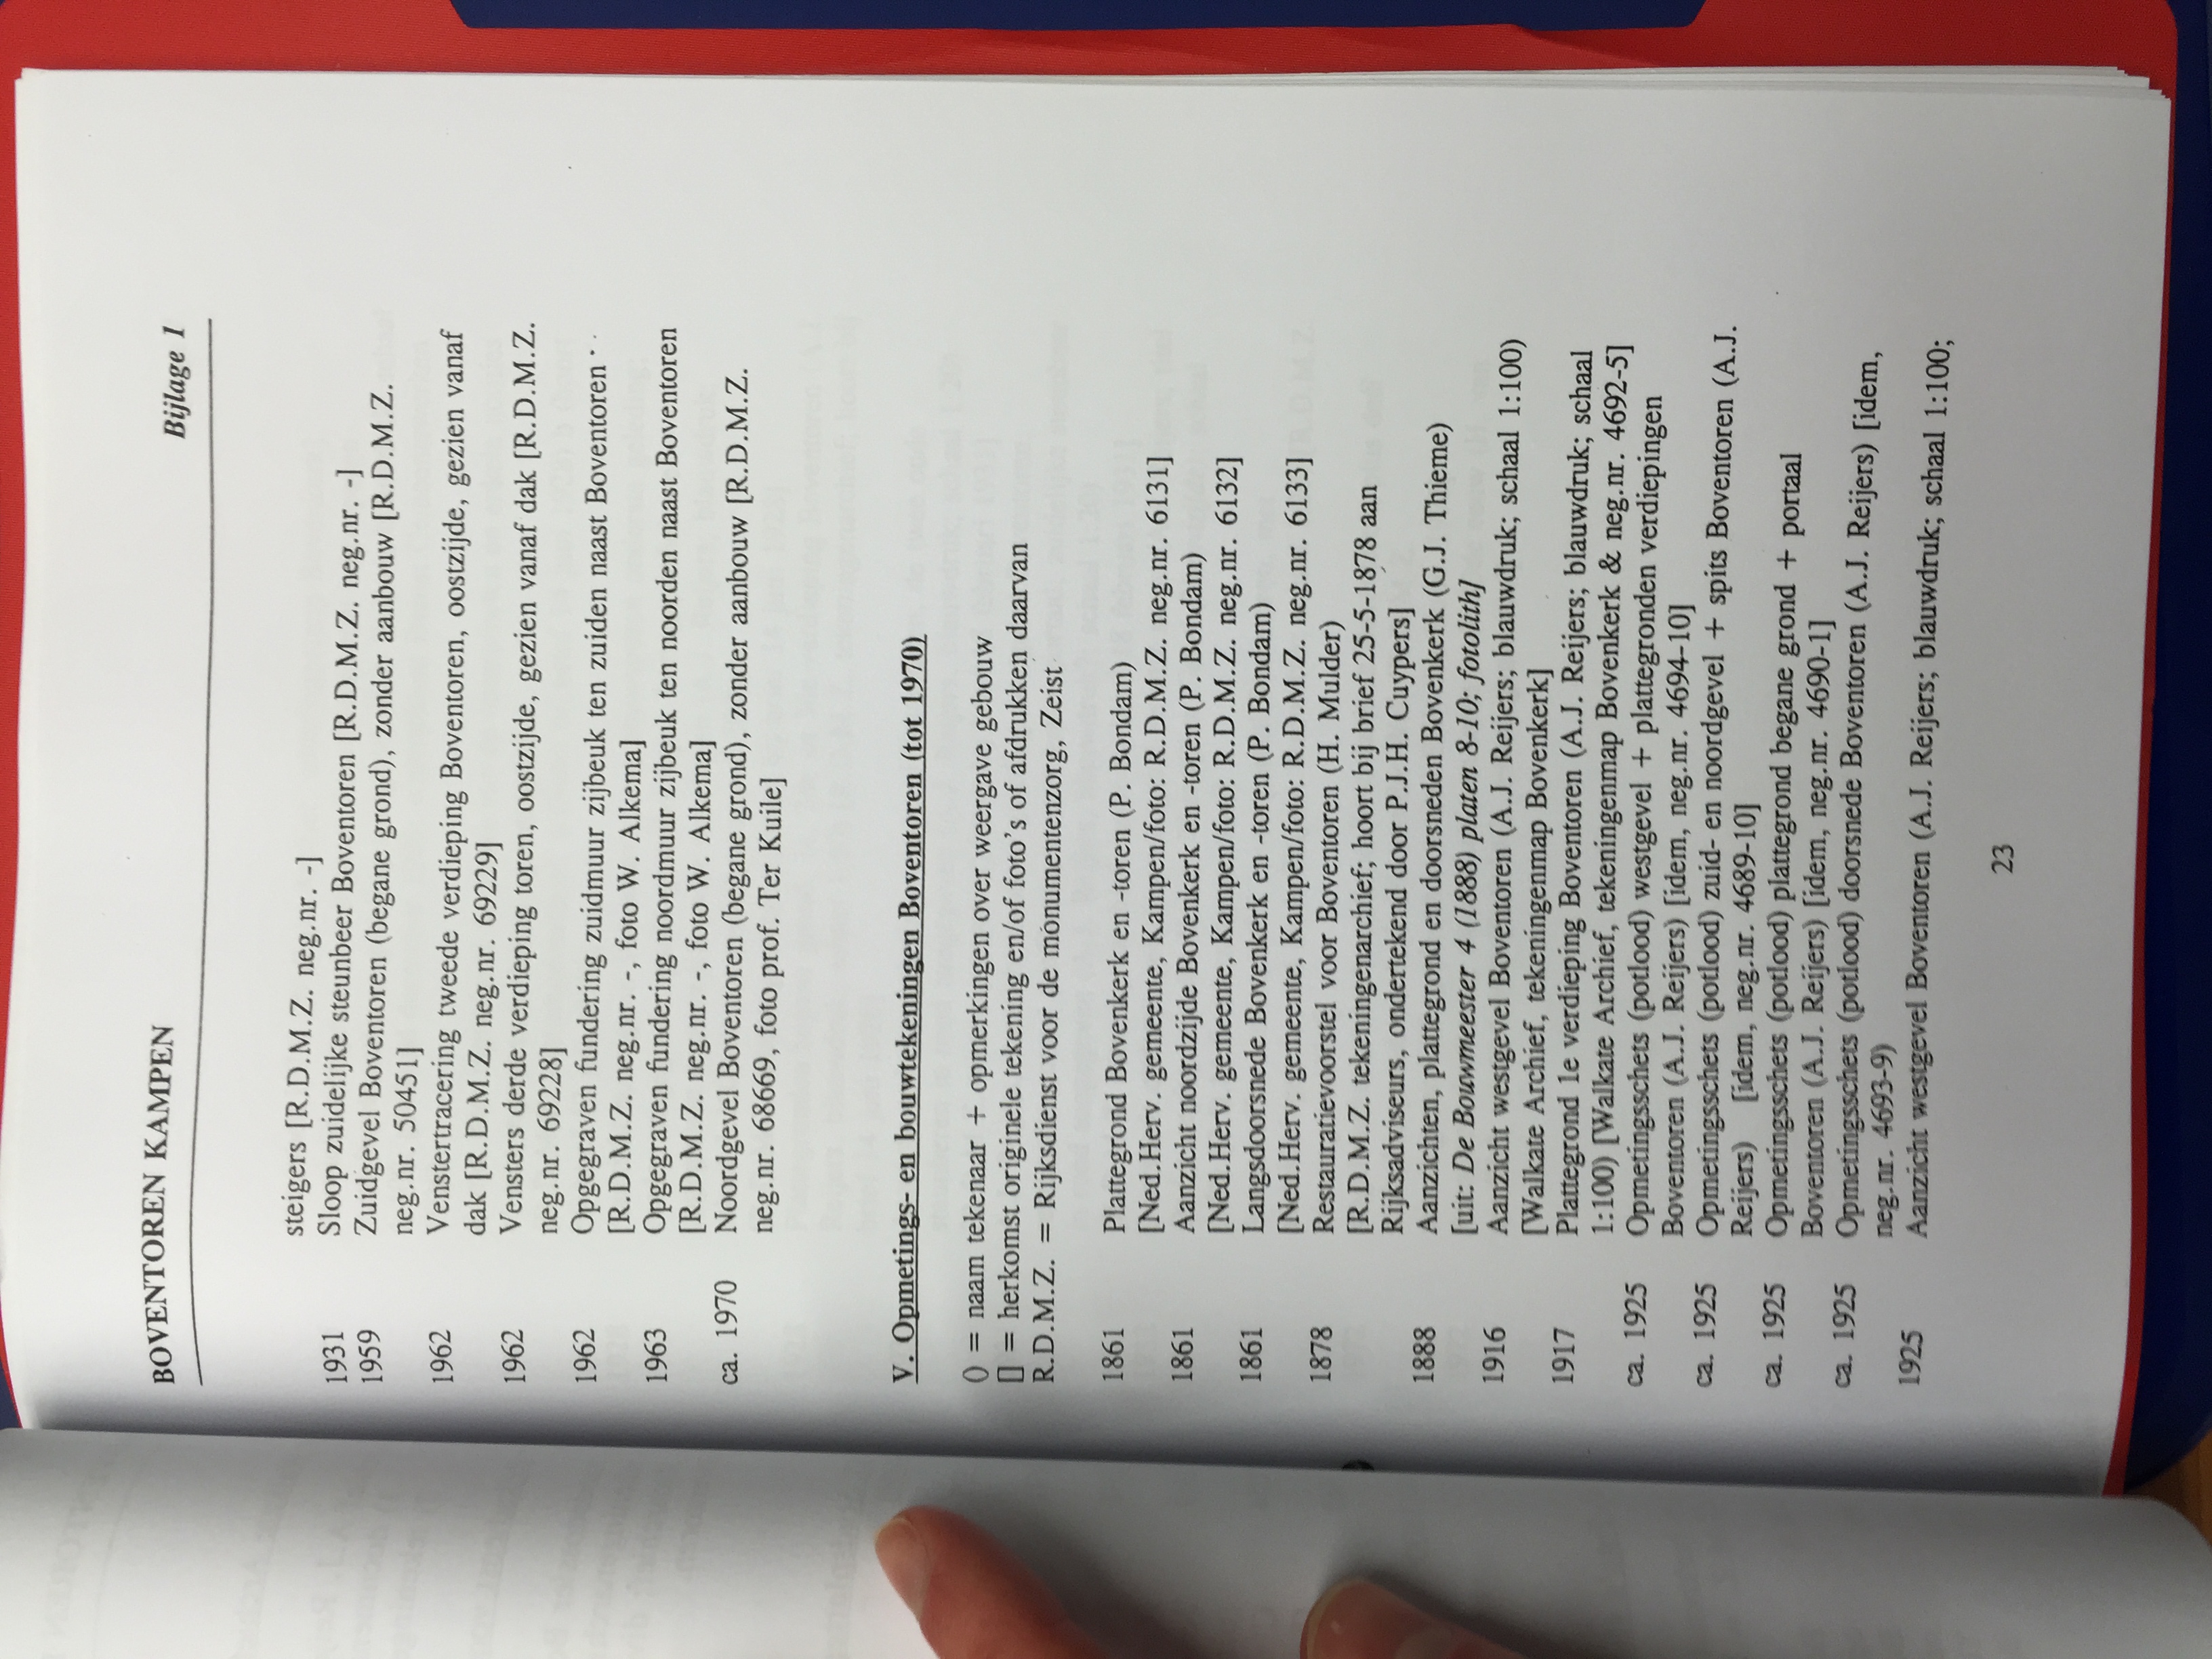 BOVENTOREN KAMPEN Bijlage 1
steigers [R.D.M.Z. neg.nr. -]
1931 Sloop zuidelijke steunbeer Boventoren [R.D.M.Z. neg.nr. -]
1959 Zuidgevel Boventoren (begane grond), zonder aanbouw [R.D.M.Z.
neg.nr. 50451]
1962 Venstertracering tweede verdieping Boventoren, oostzijde, gezien vanaf
dak [R.D.M.Z. neg.nr. 69229]
1962 Vensters derde verdieping toren, oostzijde, gezien vanaf dak [R.D.M.Z.
neg.nr. 69228]
1962 Opgegraven fundering zuidmuur zijbeuk ten zuiden naast Boventoren
[R.D.M.Z. neg.nr. -, foto W. Alkema]
1963 Opgegraven fundering noordmuur zijbeuk ten noorden naast Boventoren
[R.D.M.Z. neg.nr. -, foto W. Alkema]
ca. 1970 Noordgevel Boventoren (begane grond), zonder aanbouw [R.D.M.Z.
neg.nr. 68669, foto prof. Ter Kuile]
V. Opmetings- en bouwtekeningen Boventoren (tot 1970)
() = naam tekenaar + opmerkingen over weergave gebouw
[] = herkomst originele tekening en/of foto's of afdrukken daarvan
R.D.M.Z. = Rijksdienst voor de monumentenzorg, Zeist
1861 Plattegrond Bovenkerk en -toren (P. Bondam)
[Ned.Herv. gemeente, Kampen/foto: R.D.M.Z. neg.nr. 6131]
1861 Aanzicht noordzijde Bovenkerk en -toren (P. Bondam)
[Ned.Herv. gemeente, Kampen/foto: R.D.M.Z. neg.nr. 6132]
1861 Langsdoorsnede Bovenkerk en -toren (P. Bondam)
[Ned.Herv. gemeente, Kampen/foto: R.D.M.Z. neg.nr. 6133]
1878 Restauratievoorstel voor Boventoren (H. Mulder)
[R.D.M.Z. tekeningenarchief; hoort bij brief 25-5-1878 aan
Rijksadviseurs, ondertekend door P.J.H. Cuypers]
1888 Aanzichten, plattegrond en doorsneden Bovenkerk (G.J. Thieme)
[uit: De Bouwmeester 4 (1888) platen 8-10; fotolith]
1916 Aanzicht westgevel Boventoren (A.J. Reijers; blauwdruk; schaal 1:100)
[Walkate Archief, tekeningenmap Bovenkerk]
1917 Plattegrond 1e verdieping Boventoren (A.J. Reijers; blauwdruk; schaal
1:100) [Walkate Archief, tekeningenmap Bovenkerk & neg.nr. 4692-5]
ca. 1925 Opmetingsschets (potlood) westgevel + plattegronden verdiepingen
Boventoren (A.J. Reijers) [idem, neg.nr. 4694-10]
ca. 1925 Opmetingsschets (potlood) zuid- en noordgevel + spits Boventoren (A.J.
Reijers) [idem, neg.nr. 4689-10]
ca. 1925 Opmetingsschets (potlood) plattegrond begane grond + portaal
Boventoren (A.J. Reijers) [idem, neg.nr. 4690-1]
ca. 1925 Opmetingsschets (potlood) doorsnede Boventoren (A.J. Reijers) [idem,
neg.nr. 4693-9)
1925 Aanzicht westgevel Boventoren (A.J. Reijers; blauwdruk; schaal 1:100;
23